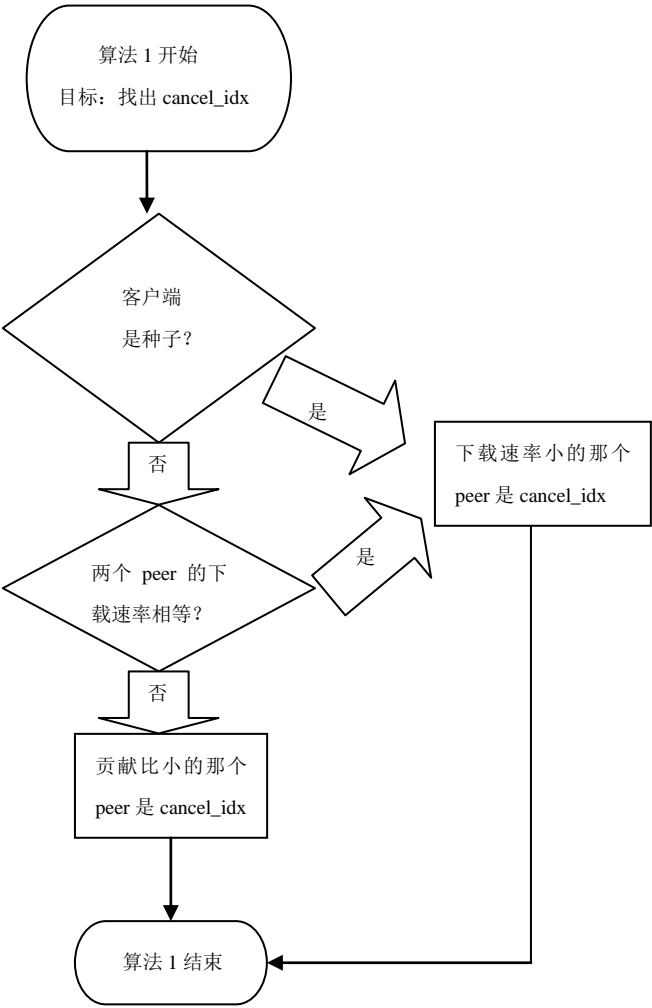 算法 1 开始
目标：找出 cancel_idx
客户端
是种子？
是
下载速率小的那个
peer 是 cancel_idx
否
两个 peer 的下
载速率相等？
是
否
贡献比小的那个
peer 是 cancel_idx
算法 1 结束